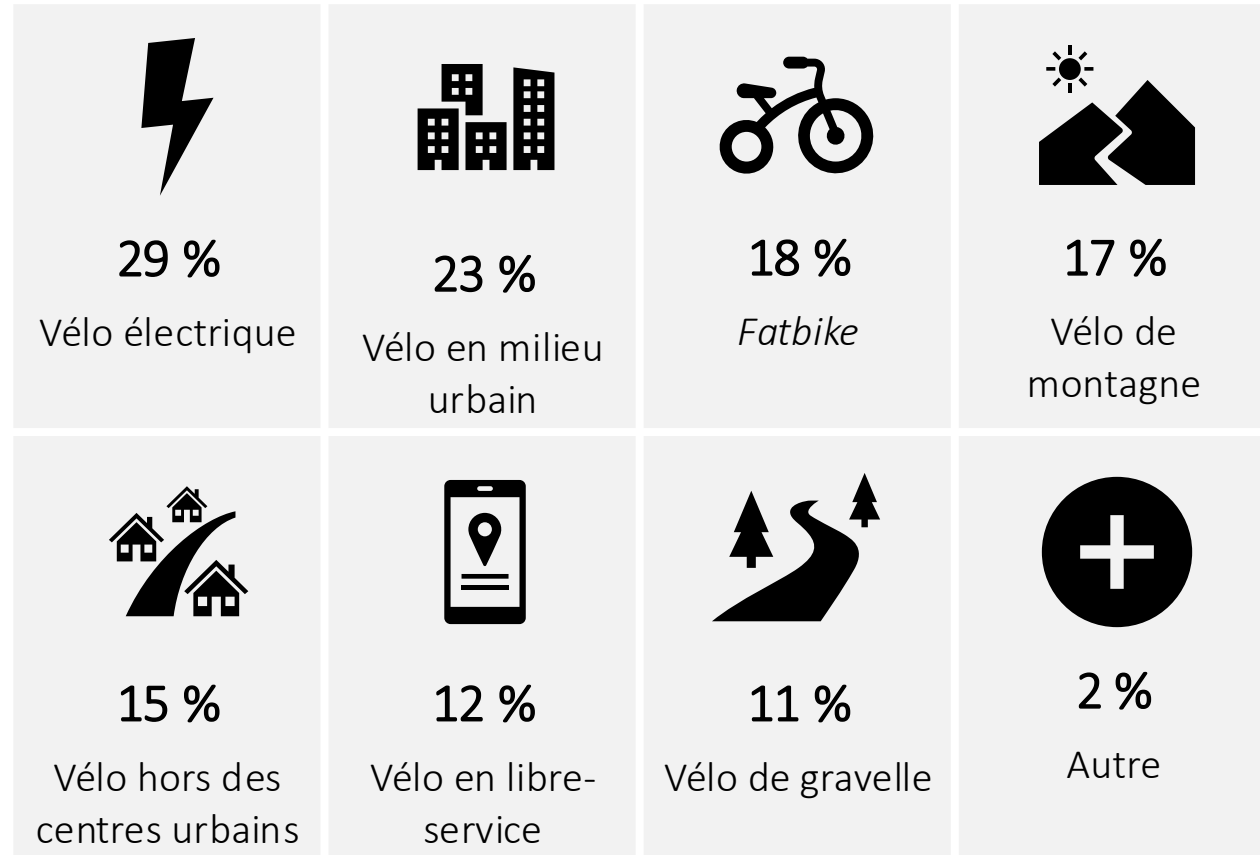 29 %
Vélo électrique
23 %
Vélo en milieu
urbain
18 %
Fatbike
17 %
Vélo de
montagne
15 %
Vélo hors des
centres urbains
12 %
Vélo en libre-
service
11 %
Vélo de gravelle
2 %
Autre